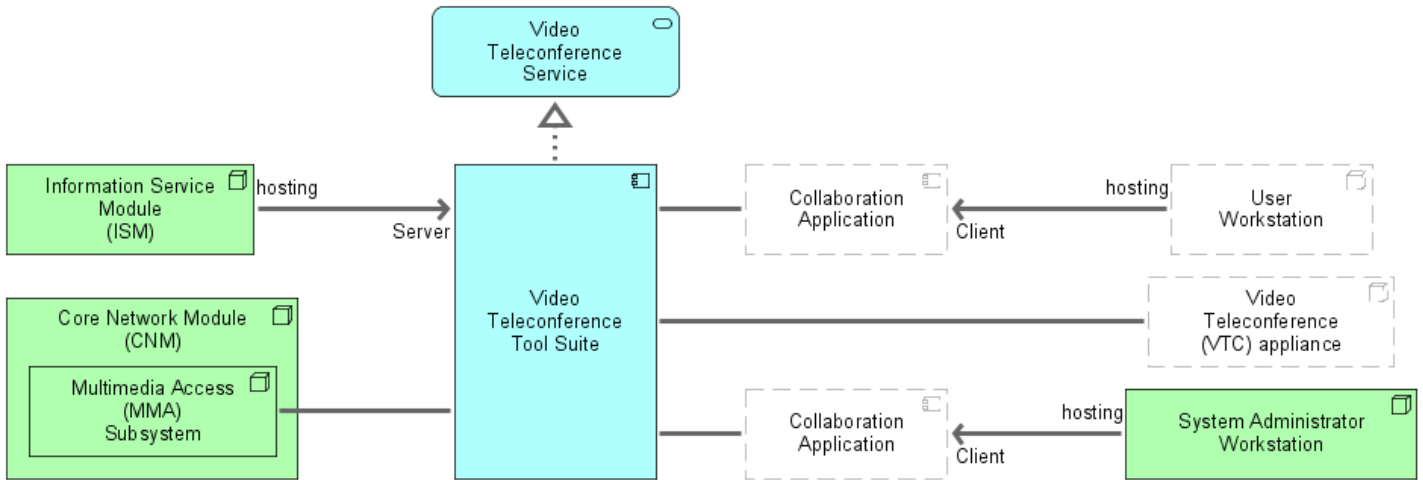 Video
Teleconference
Service
Information Service
Module
(ISM)
hosting
Server
Video
Teleconference
Tool Suite
Collaboration
Application
hosting
Client
User
Workstation
Core Network Module
(CNM)
Multimedia Access
(MMA)
Subsystem
Video
Teleconference
(VTC) appliance
Collaboration
Application
hosting
Client
System Administrator
Workstation